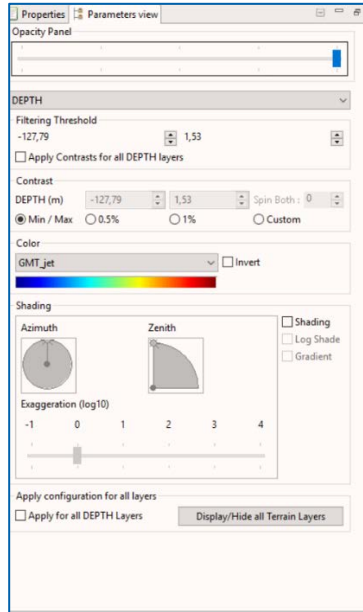 Properties Parameters view
Opacity Panel
DEPTH
Filtering Threshold
-127,79 1,53
Apply Contrasts for all DEPTH layers
Contrast
DEPTH (m) -127,79 1,53 Spin Both : 0
Min / Max 0.5% 1% Custom
Color
GMT_jet Invert
Shading
Shading
Azimuth Zenith Log Shade
Gradient
Exaggeration (log10)
-1 0 1 2 3 4
Apply configuration for all layers
Apply for all DEPTH Layers Display/Hide all Terrain Layers